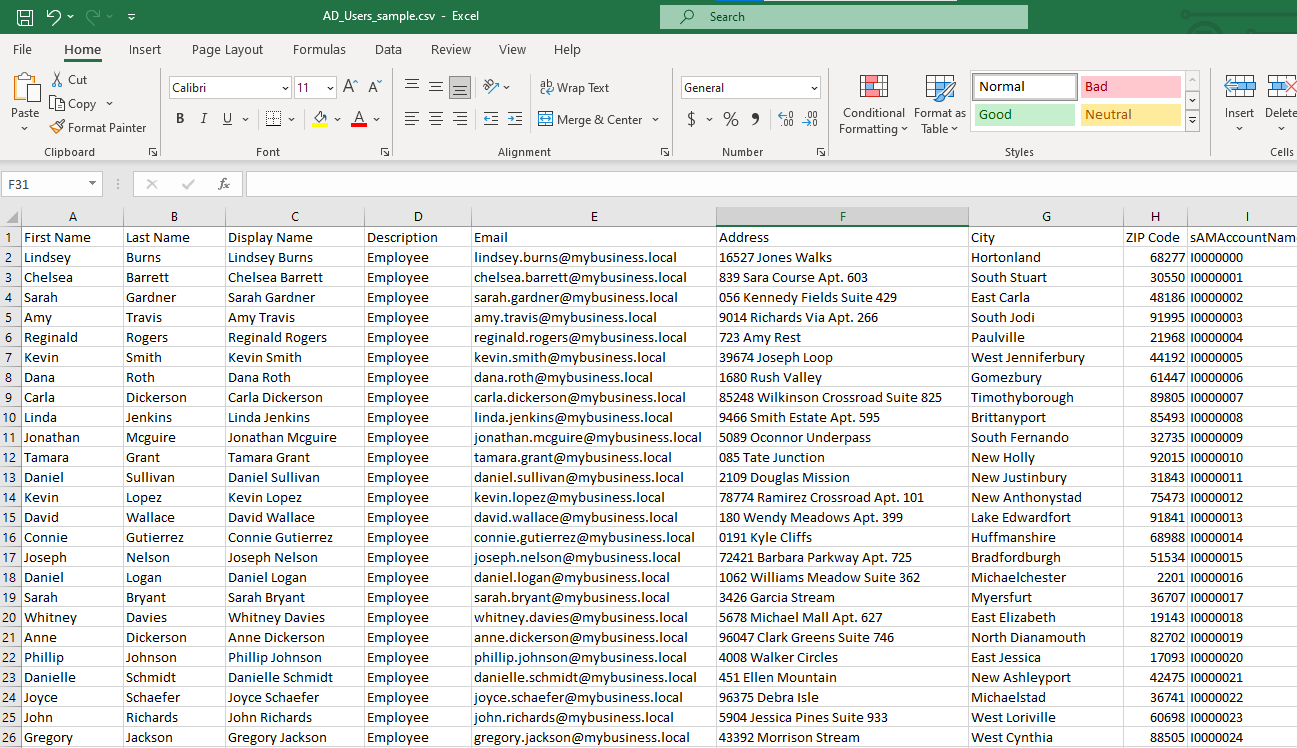 AD_Users_sample.csv - Excel
Search
File Home Insert Page Layout Formulas Data Review View Help
Paste
Cut
Copy
Format Painter
Clipboard
Calibri 11
B I U
Font
Wrap Text
Merge & Center
Alignment
General
$ % 9
Number
Conditional Formatting
Format as Table
Normal Bad
Good Neutral
Styles
Insert Delete
Cells
F31 fx
A B C D E F G H I
1 First Name Last Name Display Name Description Email Address City ZIP Code sAMAccountName
2 Lindsey Burns Lindsey Burns Employee lindsey.burns@mybusiness.local 16527 Jones Walks Hortonland 68277 I0000000
3 Chelsea Barrett Chelsea Barrett Employee chelsea.barrett@mybusiness.local 839 Sara Course Apt. 603 South Stuart 30550 I0000001
4 Sarah Gardner Sarah Gardner Employee sarah.gardner@mybusiness.local 056 Kennedy Fields Suite 429 East Carla 48186 I0000002
5 Amy Travis Amy Travis Employee amy.travis@mybusiness.local 9014 Richards Via Apt. 266 South Jodi 91995 I0000003
6 Reginald Rogers Reginald Rogers Employee reginald.rogers@mybusiness.local 723 Amy Rest Paulville 21968 I0000004
7 Kevin Smith Kevin Smith Employee kevin.smith@mybusiness.local 39674 Joseph Loop West Jenniferbury 44192 I0000005
8 Dana Roth Dana Roth Employee dana.roth@mybusiness.local 1680 Rush Valley Gomezbury 61447 I0000006
9 Carla Dickerson Carla Dickerson Employee carla.dickerson@mybusiness.local 85248 Wilkinson Crossroad Suite 825 Timothyborough 89805 I0000007
10 Linda Jenkins Linda Jenkins Employee linda.jenkins@mybusiness.local 9466 Smith Estate Apt. 595 Brittanyport 85493 I0000008
11 Jonathan Mcguire Jonathan Mcguire Employee jonathan.mcguire@mybusiness.local 5089 Oconnor Underpass South Fernando 32735 I0000009
12 Tamara Grant Tamara Grant Employee tamara.grant@mybusiness.local 085 Tate Junction New Holly 92015 I0000010
13 Daniel Sullivan Daniel Sullivan Employee daniel.sullivan@mybusiness.local 2109 Douglas Mission New Justinbury 31843 I0000011
14 Kevin Lopez Kevin Lopez Employee kevin.lopez@mybusiness.local 78774 Ramirez Crossroad Apt. 101 New Anthonystad 75473 I0000012
15 David Wallace David Wallace Employee david.wallace@mybusiness.local 180 Wendy Meadows Apt. 399 Lake Edwardfort 91841 I0000013
16 Connie Gutierrez Connie Gutierrez Employee connie.gutierrez@mybusiness.local 0191 Kyle Cliffs Huffmanshire 68988 I0000014
17 Joseph Nelson Joseph Nelson Employee joseph.nelson@mybusiness.local 72421 Barbara Parkway Apt. 725 Bradfordburgh 51534 I0000015
18 Daniel Logan Daniel Logan Employee daniel.logan@mybusiness.local 1062 Williams Meadow Suite 362 Michaelchester 2201 I0000016
19 Sarah Bryant Sarah Bryant Employee sarah.bryant@mybusiness.local 3426 Garcia Stream Myersfurt 36707 I0000017
20 Whitney Davies Whitney Davies Employee whitney.davies@mybusiness.local 5678 Michael Mall Apt. 627 East Elizabeth 19143 I0000018
21 Anne Dickerson Anne Dickerson Employee anne.dickerson@mybusiness.local 96047 Clark Greens Suite 746 North Dianamouth 82702 I0000019
22 Phillip Johnson Phillip Johnson Employee phillip.johnson@mybusiness.local 4008 Walker Circles East Jessica 17093 I0000020
23 Danielle Schmidt Danielle Schmidt Employee danielle.schmidt@mybusiness.local 451 Ellen Mountain New Ashleyport 42475 I0000021
24 Joyce Schaefer Joyce Schaefer Employee joyce.schaefer@mybusiness.local 96375 Debra Isle Michaelstad 36741 I0000022
25 John Richards John Richards Employee john.richards@mybusiness.local 5904 Jessica Pines Suite 933 West Loriville 60698 I0000023
26 Gregory Jackson Gregory Jackson Employee gregory.jackson@mybusiness.local 43392 Morrison Stream West Cynthia 88505 I0000024